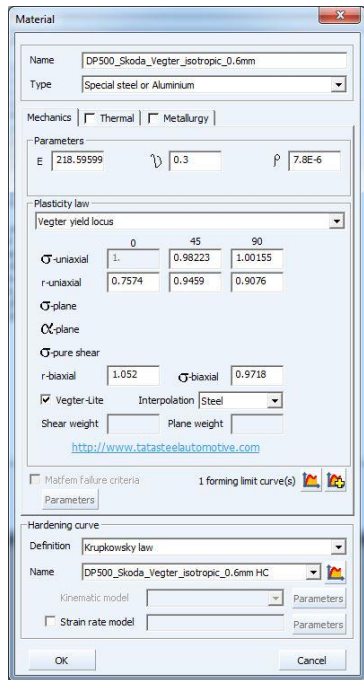 Material
Name DP500_Skoda_Vegter_isotropic_0.6mm
Type Special steel or Aluminium
Mechanics Thermal Metallurgy
Parameters
E 218.59599 υ 0.3 ρ 7.8E-6
Plasticity law
Vegter yield locus
0 45 90
σ-uniaxial 1. 0.98223 1.00155
r-uniaxial 0.7574 0.9459 0.9076
σ-plane
α-plane
σ-pure shear
r-biaxial 1.052 σ-biaxial 0.9718
Vegter-Lite Interpolation Steel
Shear weight Plane weight
http://www.tatasteelautomotive.com
Matfem failure criteria 1 forming limit curve(s)
Parameters
Hardening curve
Definition Krupkowsky law
Name DP500_Skoda_Vegter_isotropic_0.6mm HC
Kinematic model Parameters
Strain rate model Parameters
OK Cancel